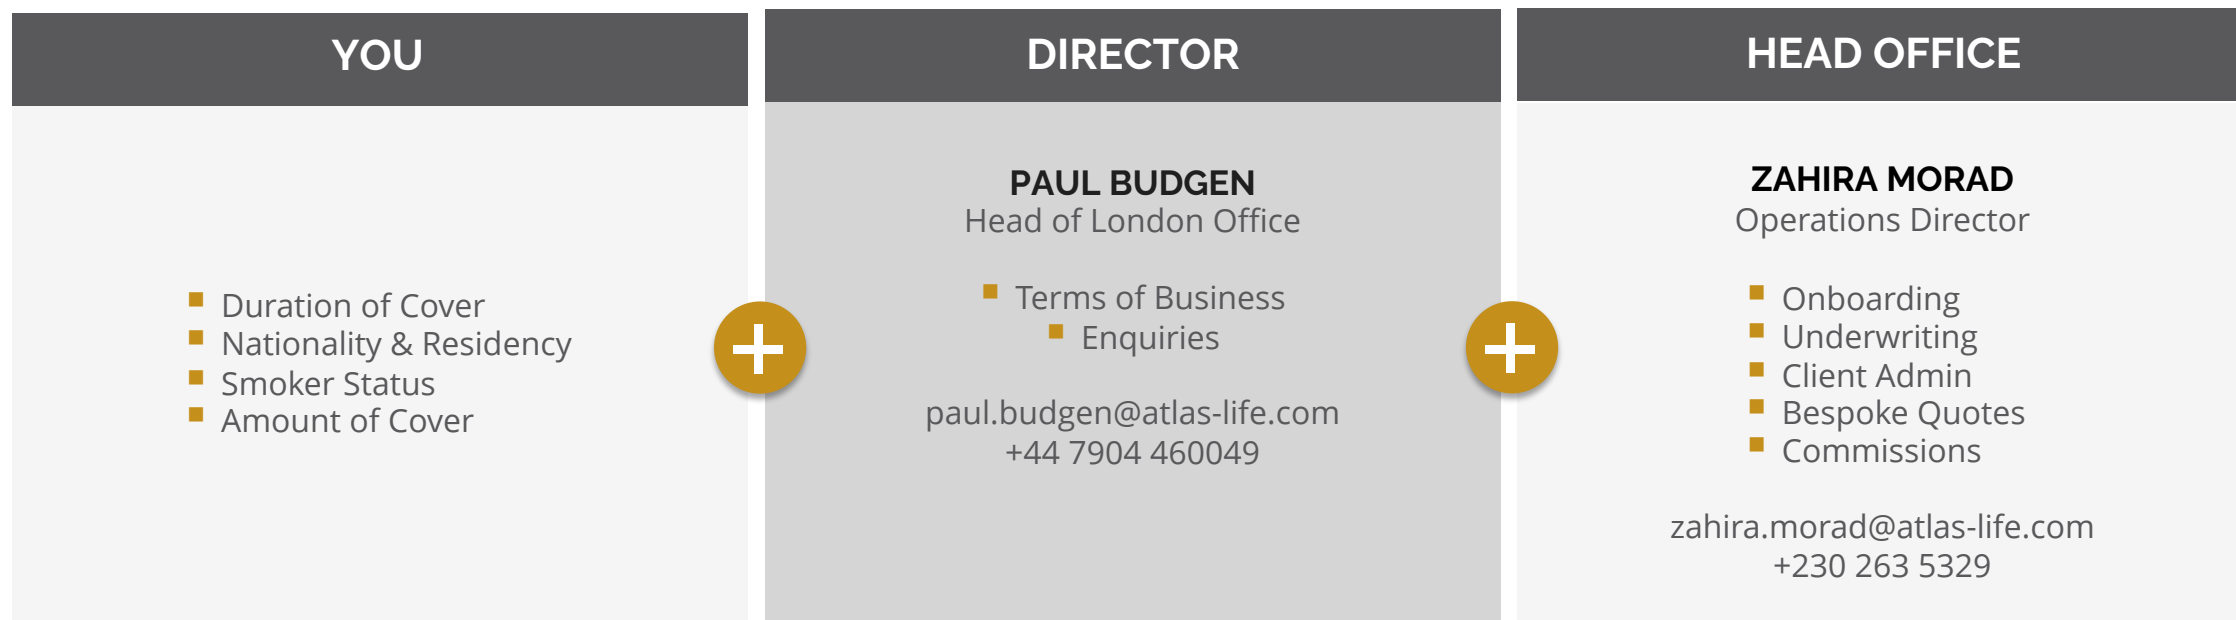 YOU
Duration of Cover
Nationality & Residency
Smoker Status
Amount of Cover
DIRECTOR
PAUL BUDGEN
Head of London Office
Terms of Business
Enquiries
paul.budgen@atlas-life.com
+44 7904 460049
HEAD OFFICE
ZAHIRA MORAD
Operations Director
Onboarding
Underwriting
Client Admin
Bespoke Quotes
Commissions
zahira.morad@atlas-life.com
+230 263 5329